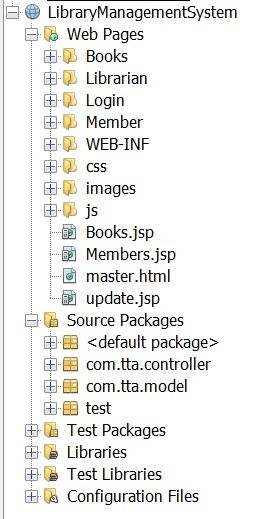 LibraryManagementSystem
Web Pages
Books
Librarian
Login
Member
WEB-INF
css
images
js
Books.jsp
Members.jsp
master.html
update.jsp
Source Packages
<default package>
com.tta.controller
com.tta.model
test
Test Packages
Libraries
Test Libraries
Configuration Files